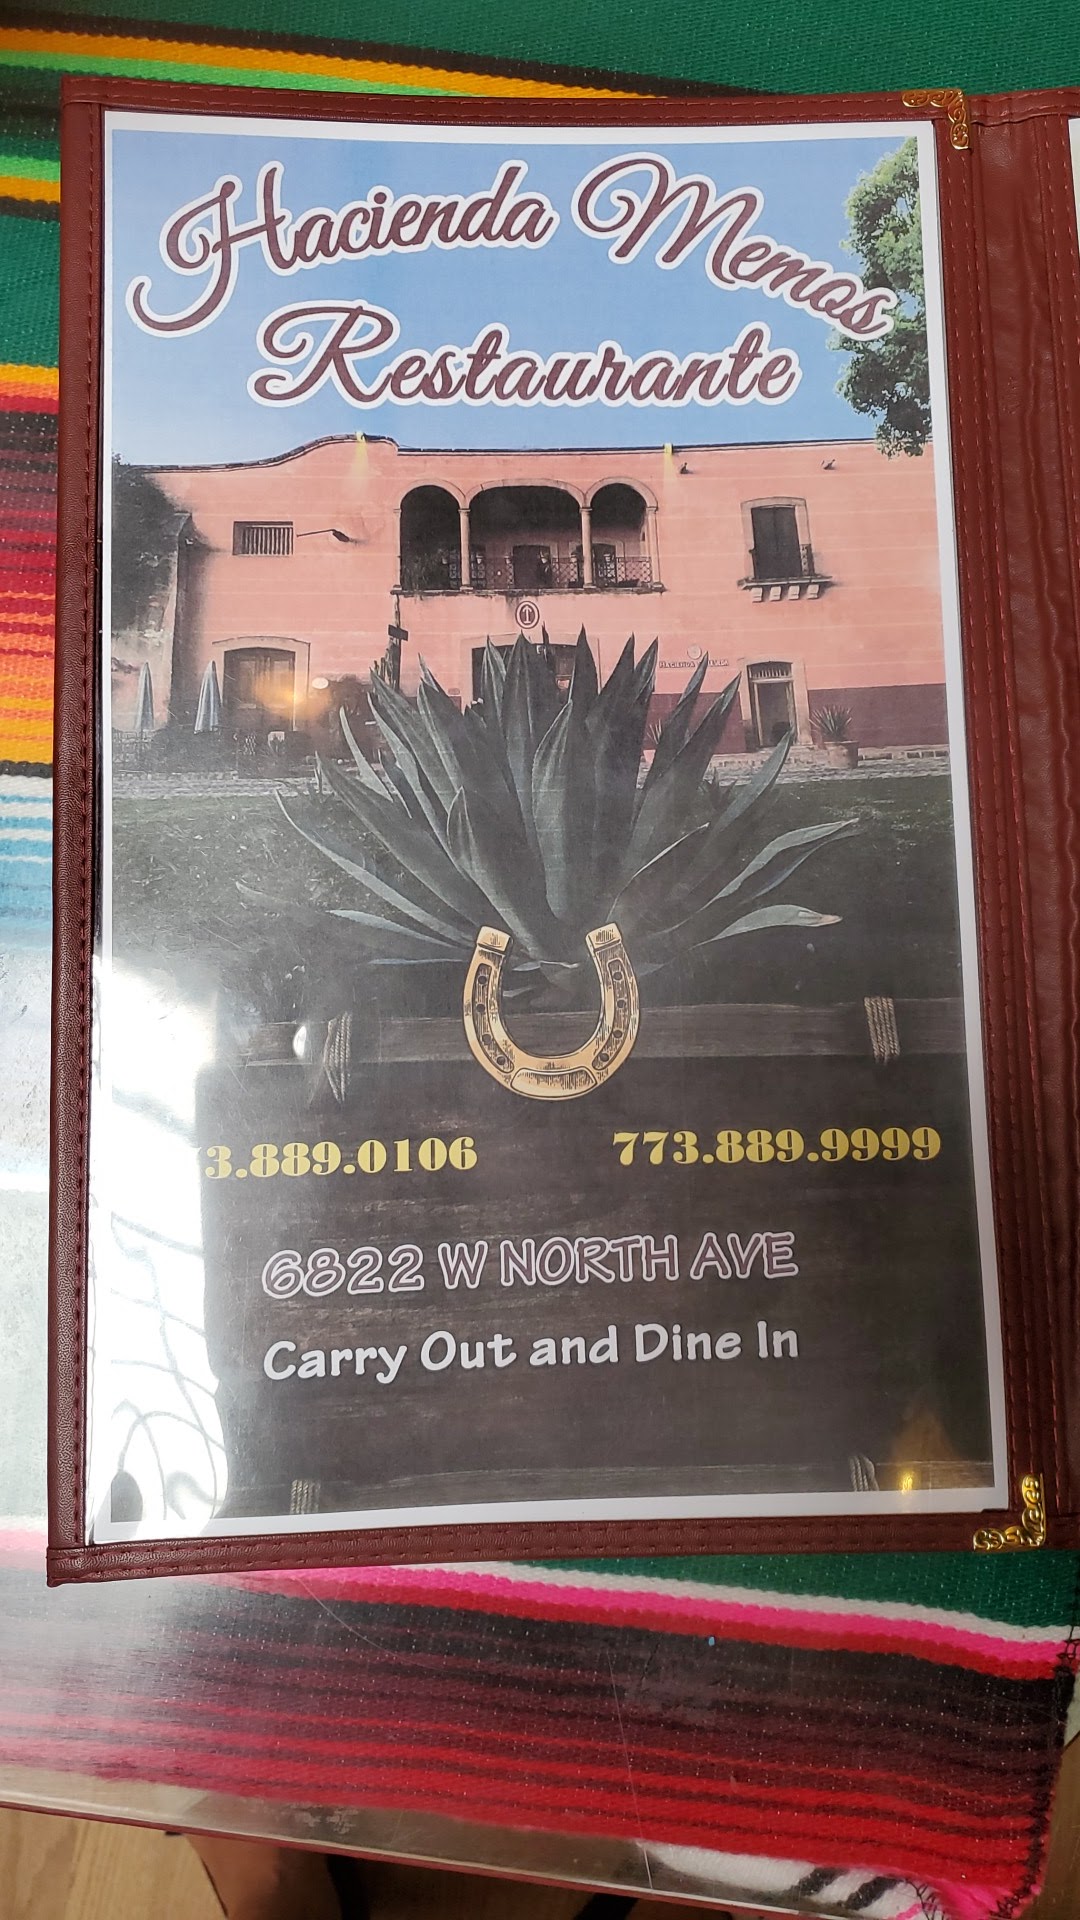 Hacienda Memos
Restaurante
3.889.0106 773.889.9999
6822 W NORTH AVE
Carry Out and Dine In